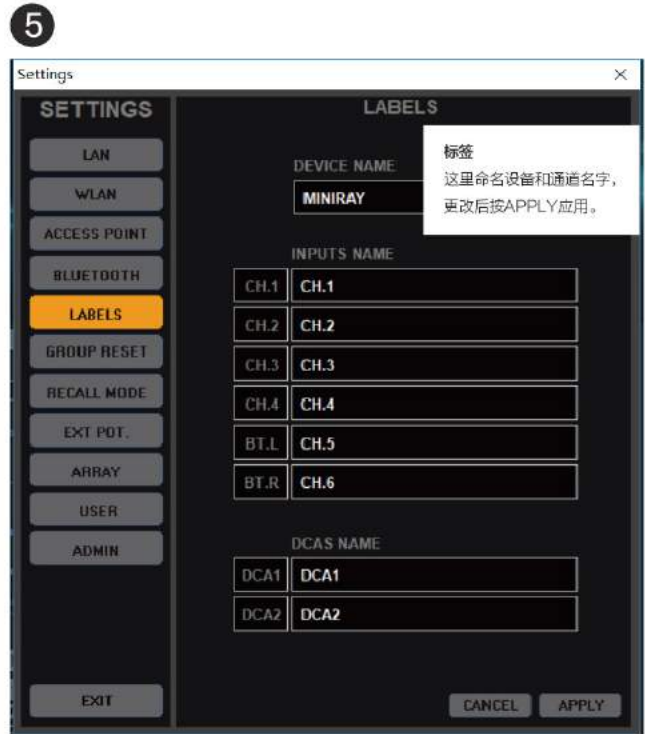 5
Settings
SETTINGS
LAN
WLAN
ACCESS POINT
BLUETOOTH
LABELS
GROUP RESET
RECALL MODE
EXT POT.
ARRAY
USER
ADMIN
EXIT
LABELS
标签
这里命名设备和通道名字，
更改后按APPLY应用。
DEVICE NAME
MINIRAY
INPUTS NAME
CH.1 CH.1
CH.2 CH.2
CH.3 CH.3
CH.4 CH.4
BT.L CH.5
BT.R CH.6
DCAS NAME
DCA1 DCA1
DCA2 DCA2
CANCEL APPLY